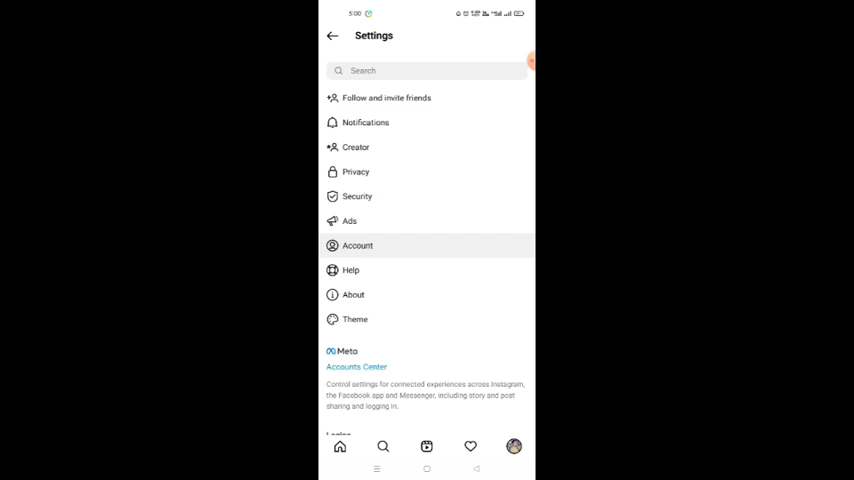 5:00
Settings
Search
Follow and invite friends
Notifications
Creator
Privacy
Security
Ads
Account
Help
About
Theme
Meta
Accounts Center
Control settings for connected experiences across Instagram,
the Facebook app and Messenger, including story and post
sharing and logging in.